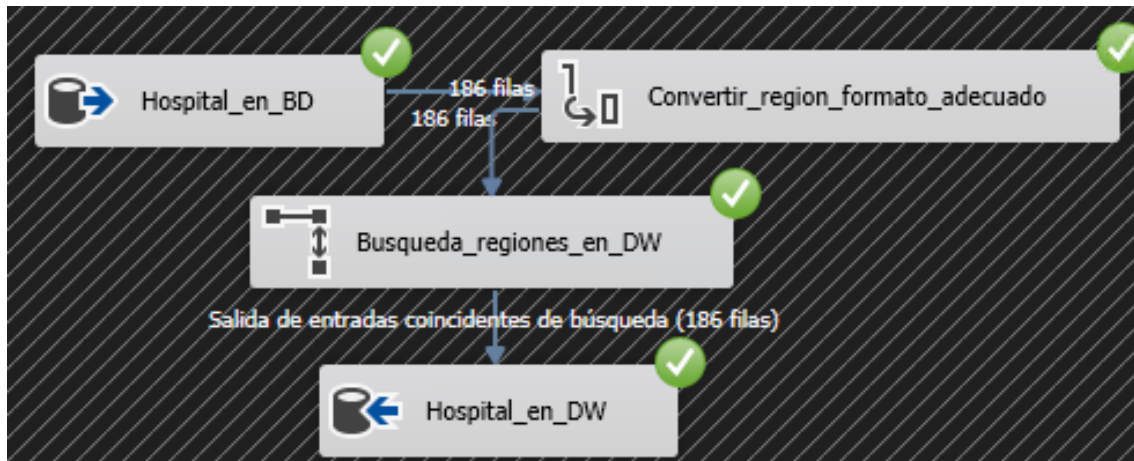 Hospital_en_BD
186 filas
Convertir_region_formato_adecuado
186 filas
Busqueda_regiones_en_DW
Salida de entradas coincidentes de búsqueda (186 filas)
Hospital_en_DW